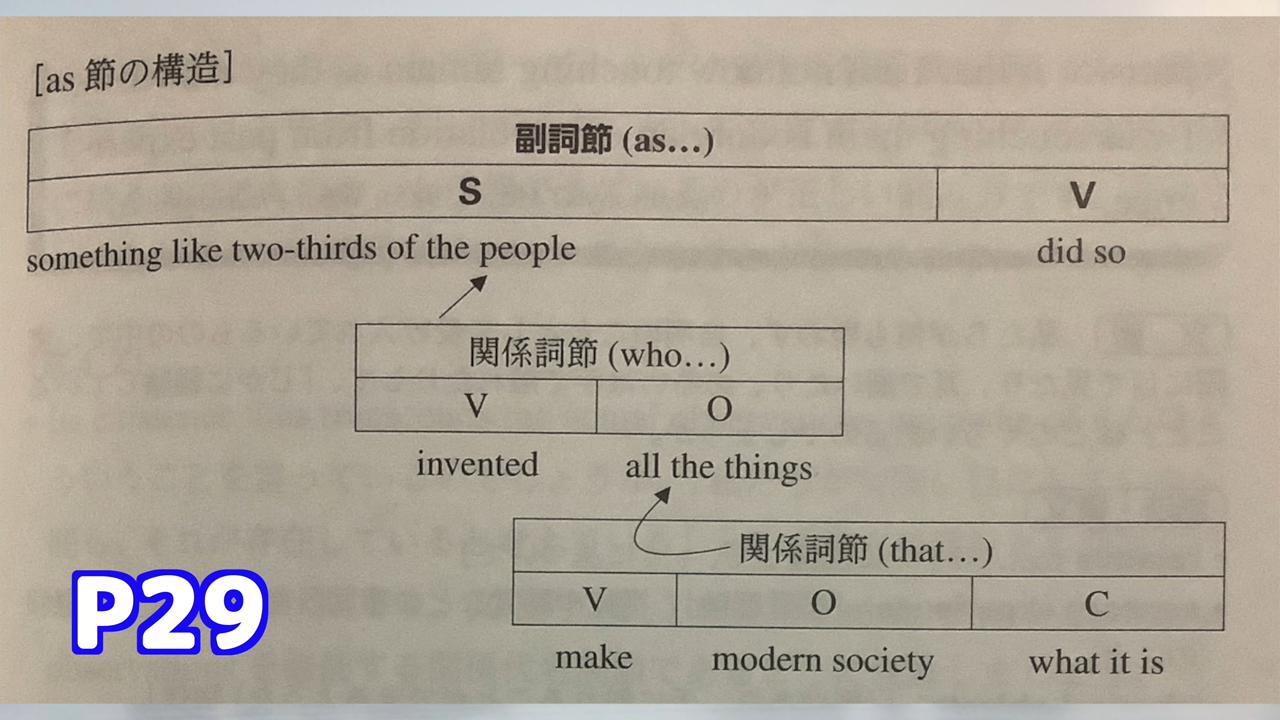 [as 節の構造]
副詞節 (as…)
S V
something like two-thirds of the people did so
関係詞節 (who…)
V O
invented all the things
関係詞節 (that…)
V O C
make modern society what it is
P29